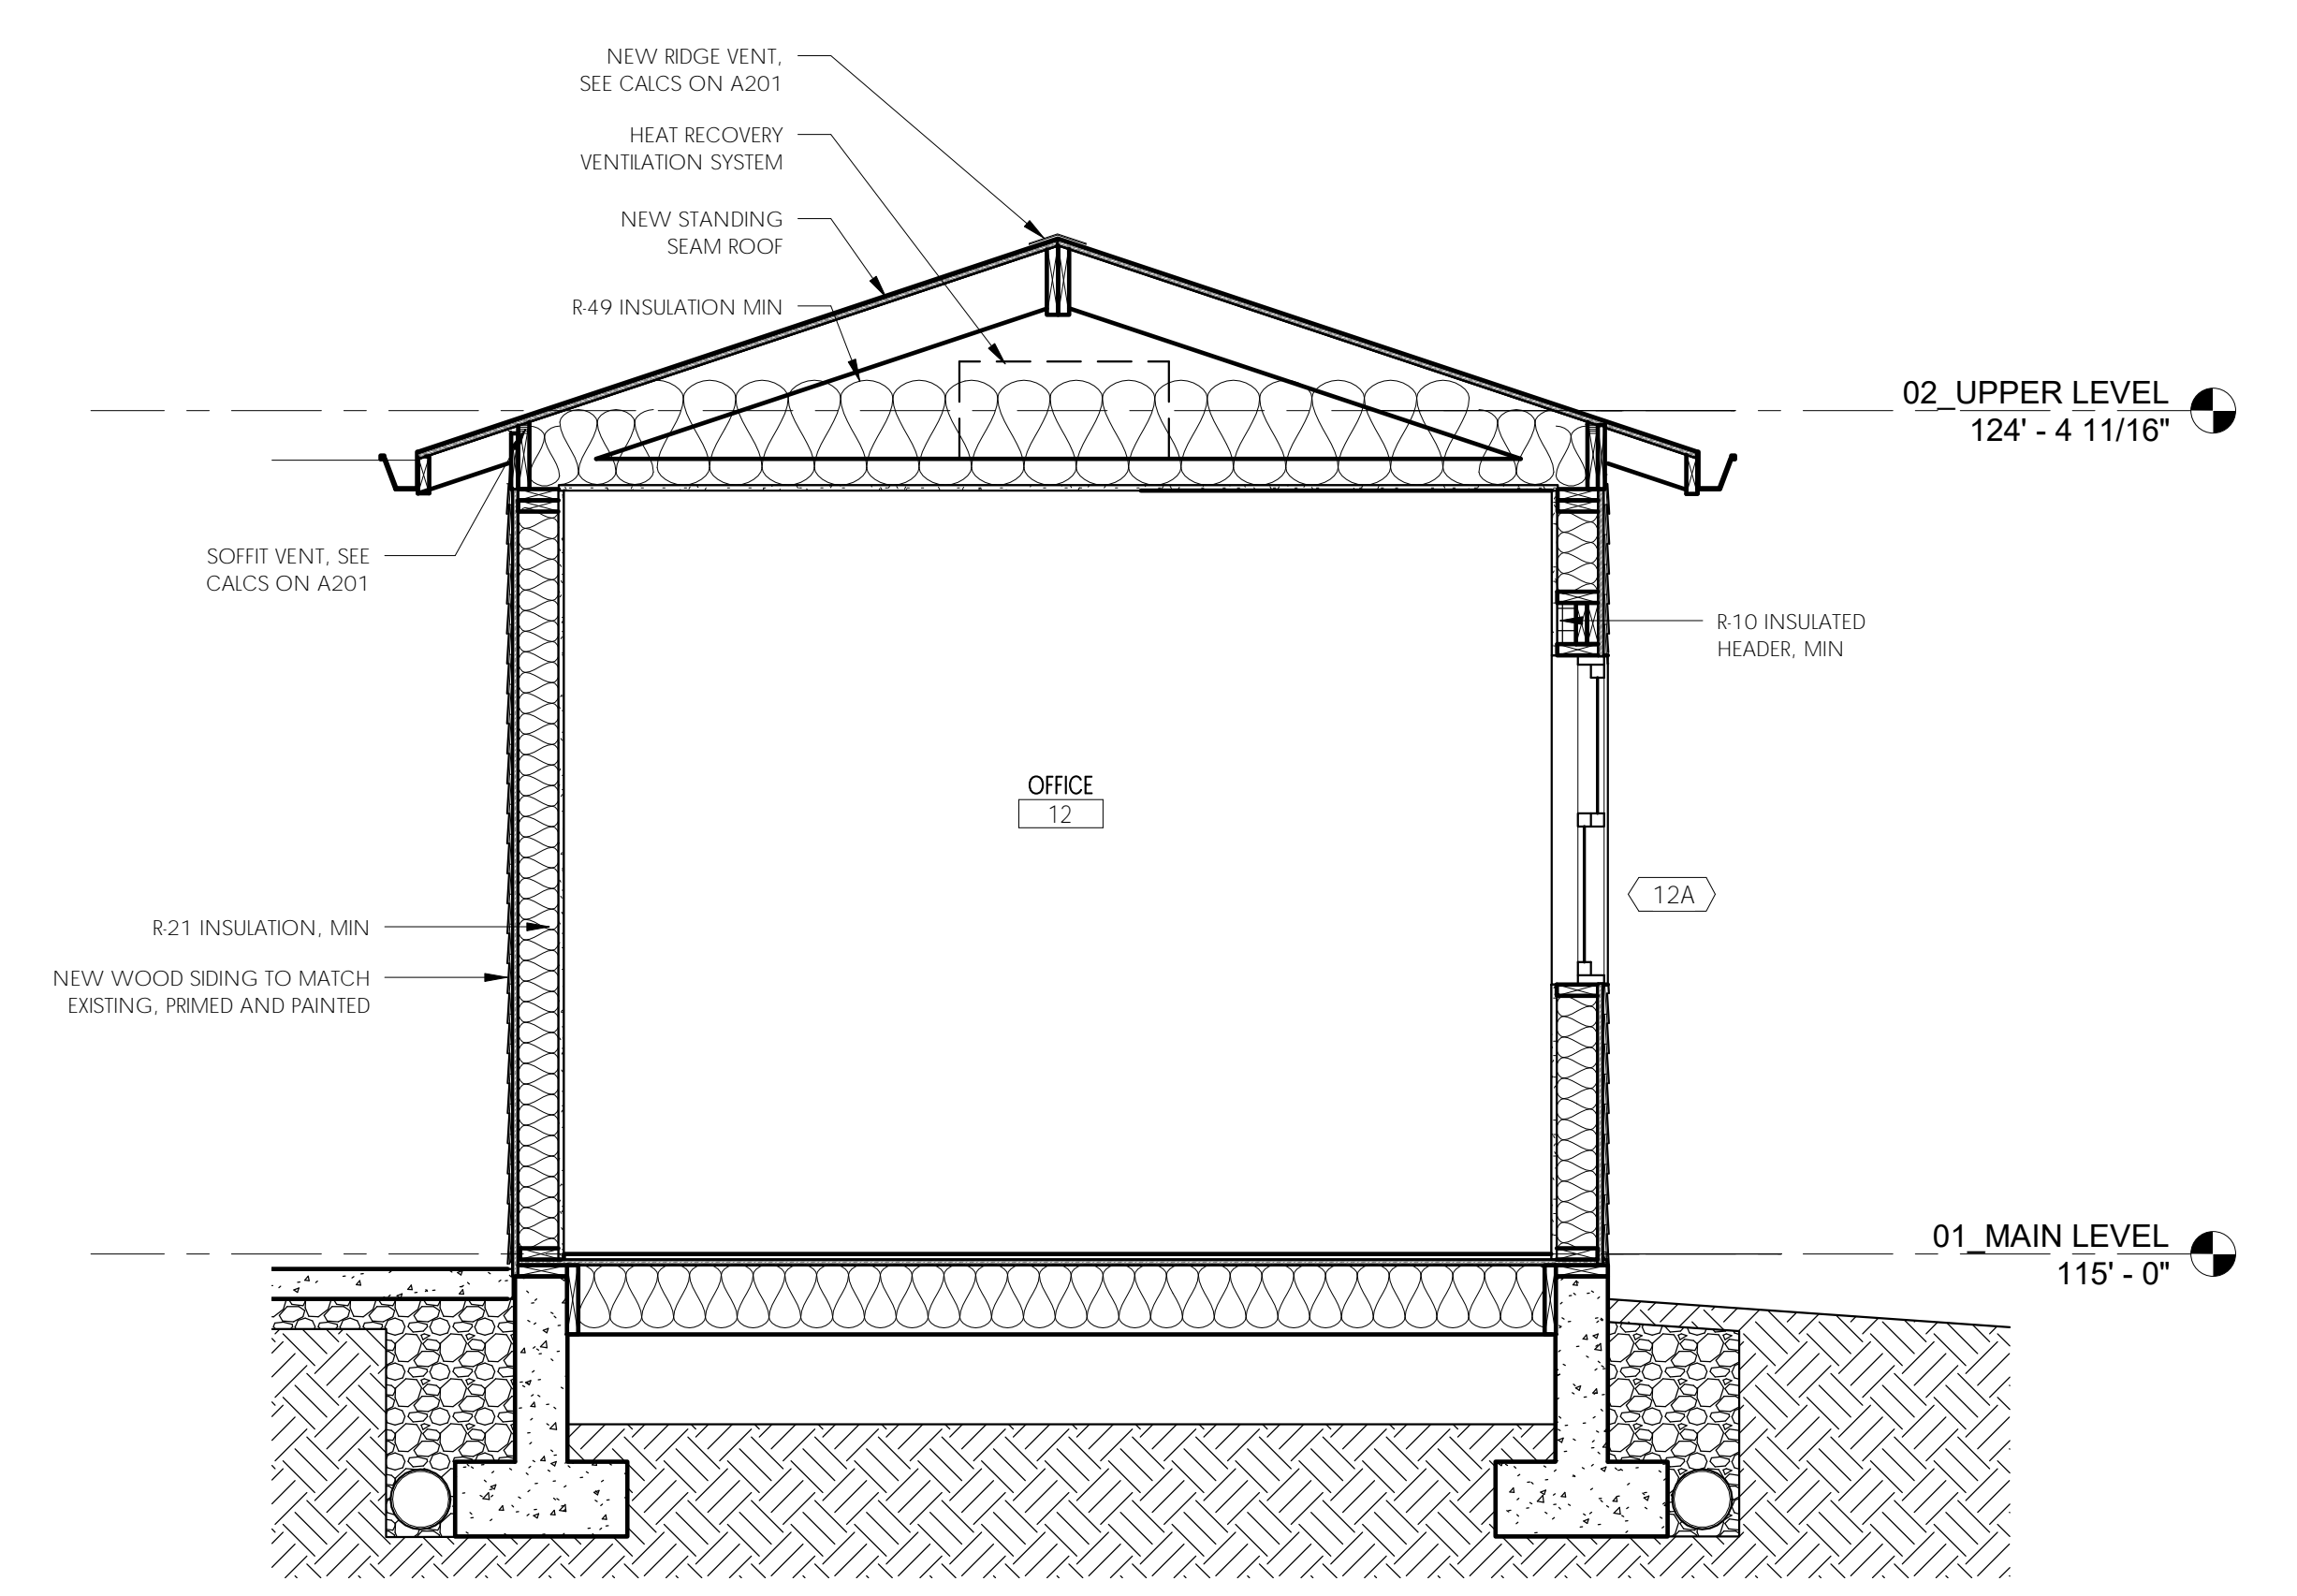 NEW RIDGE VENT,
SEE CALCS ON A201
HEAT RECOVERY
VENTILATION SYSTEM
NEW STANDING
SEAM ROOF
R-49 INSULATION MIN
02_UPPER LEVEL
124' - 4 11/16"
SOFFIT VENT, SEE
CALCS ON A201
R-10 INSULATED
HEADER, MIN
OFFICE
12
12A
R-21 INSULATION, MIN
NEW WOOD SIDING TO MATCH
EXISTING, PRIMED AND PAINTED
01_MAIN LEVEL
115' - 0"